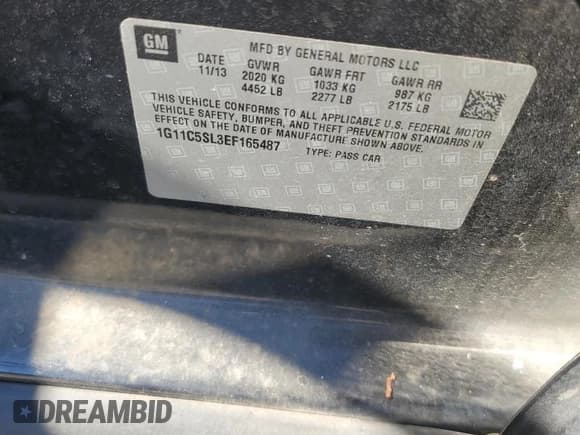 GM
MFD BY GENERAL MOTORS LLC
DATE GVWR GAWR FRT GAWR RR
11/13 2020 KG 1033 KG 987 KG
4452 LB 2277 LB 2175 LB
THIS VEHICLE CONFORMS TO ALL APPLICABLE U.S. FEDERAL MOTOR
VEHICLE SAFETY, BUMPER, AND THEFT PREVENTION STANDARDS IN
EFFECT ON THE DATE OF MANUFACTURE SHOWN ABOVE.
1G11C5SL3EF165487
TYPE: PASS CAR
DREAMBID